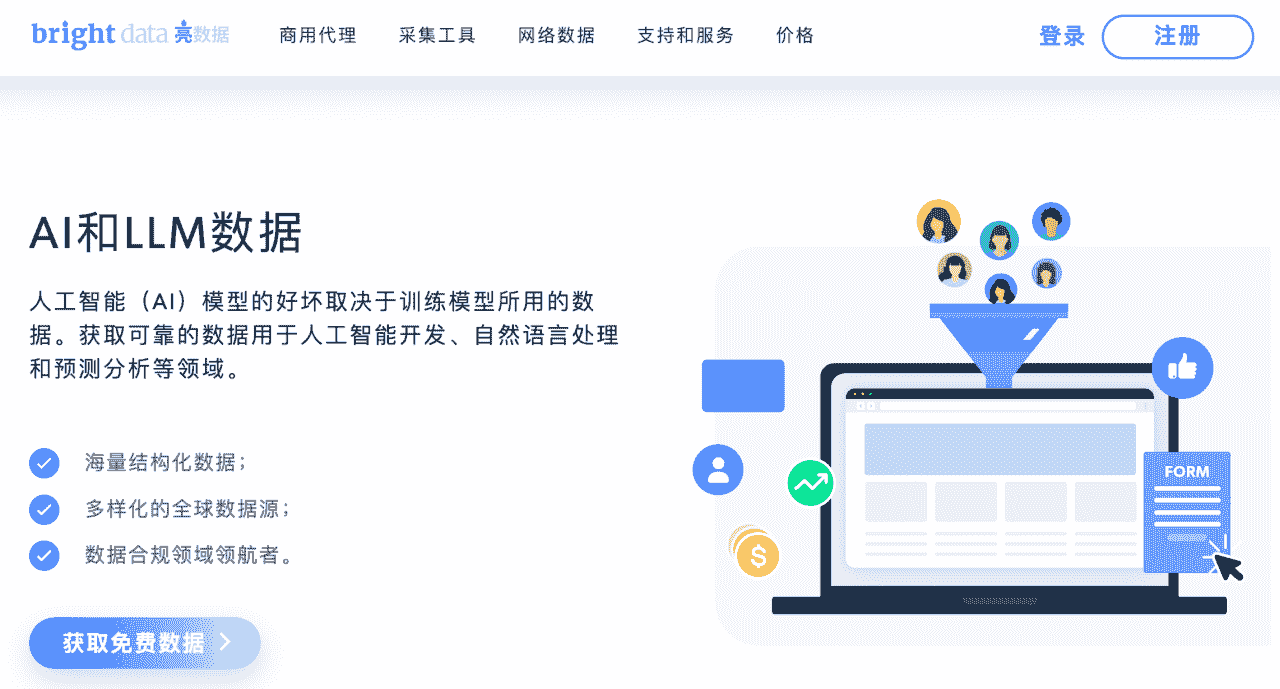 bright data 亮数据
商用代理
采集工具
网络数据
支持和服务
价格
登录
注册
AI和LLM数据
人工智能（AI）模型的好坏取决于训练模型所用的数
据。获取可靠的数据用于人工智能开发、自然语言处理
和预测分析等领域。
海量结构化数据；
多样化的全球数据源；
数据合规领域领航者。
获取免费数据
FORM
$